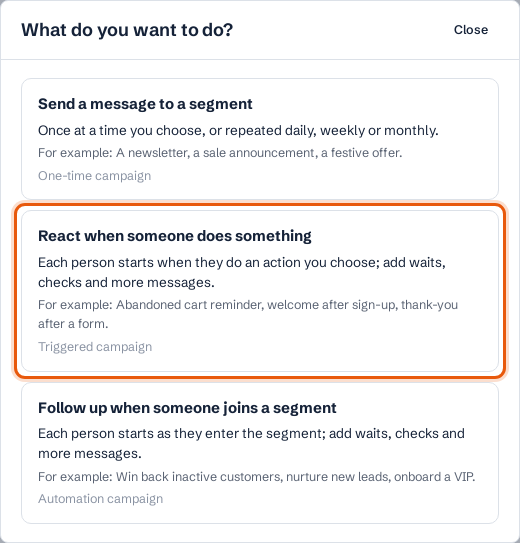 What do you want to do?
Close
Send a message to a segment
Once at a time you choose, or repeated daily, weekly or monthly.
For example: A newsletter, a sale announcement, a festive offer.
One-time campaign
React when someone does something
Each person starts when they do an action you choose; add waits,
checks and more messages.
For example: Abandoned cart reminder, welcome after sign-up, thank-you
after a form.
Triggered campaign
Follow up when someone joins a segment
Each person starts as they enter the segment; add waits, checks and
more messages.
For example: Win back inactive customers, nurture new leads, onboard a VIP.
Automation campaign